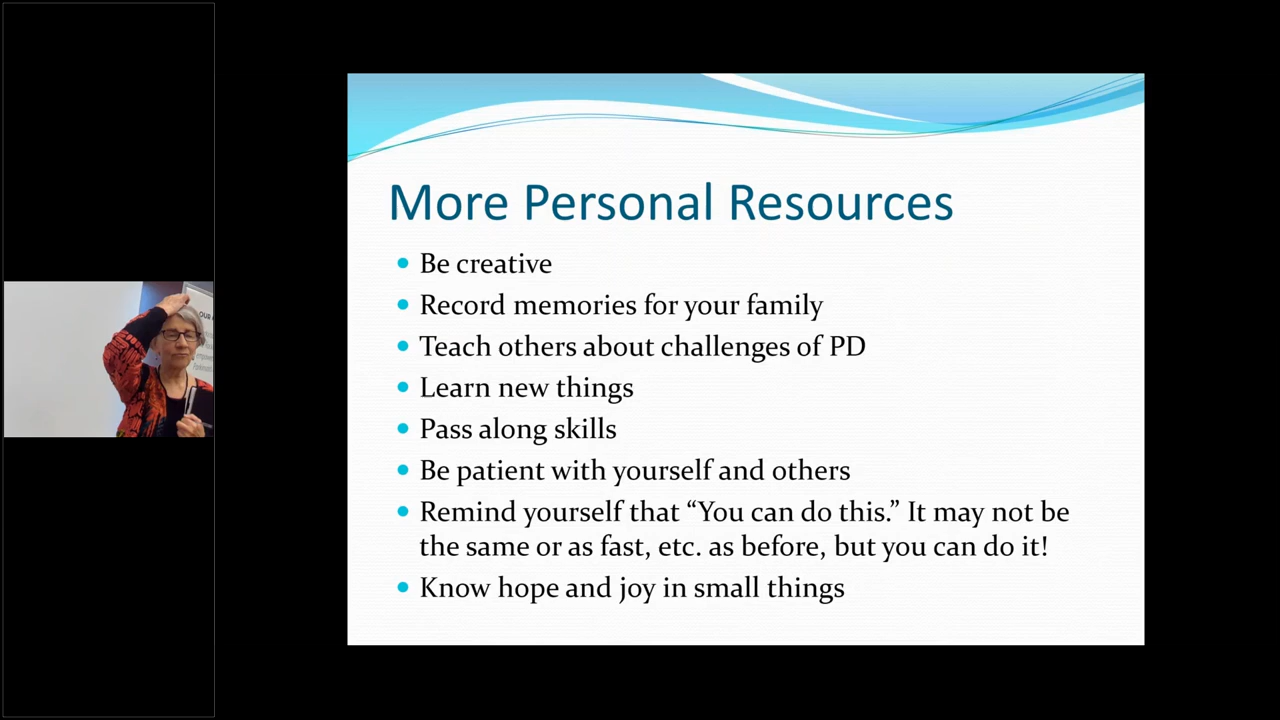 More Personal Resources
Be creative
Record memories for your family
Teach others about challenges of PD
Learn new things
Pass along skills
Be patient with yourself and others
Remind yourself that “You can do this.” It may not be
the same or as fast, etc. as before, but you can do it!
Know hope and joy in small things
OUR